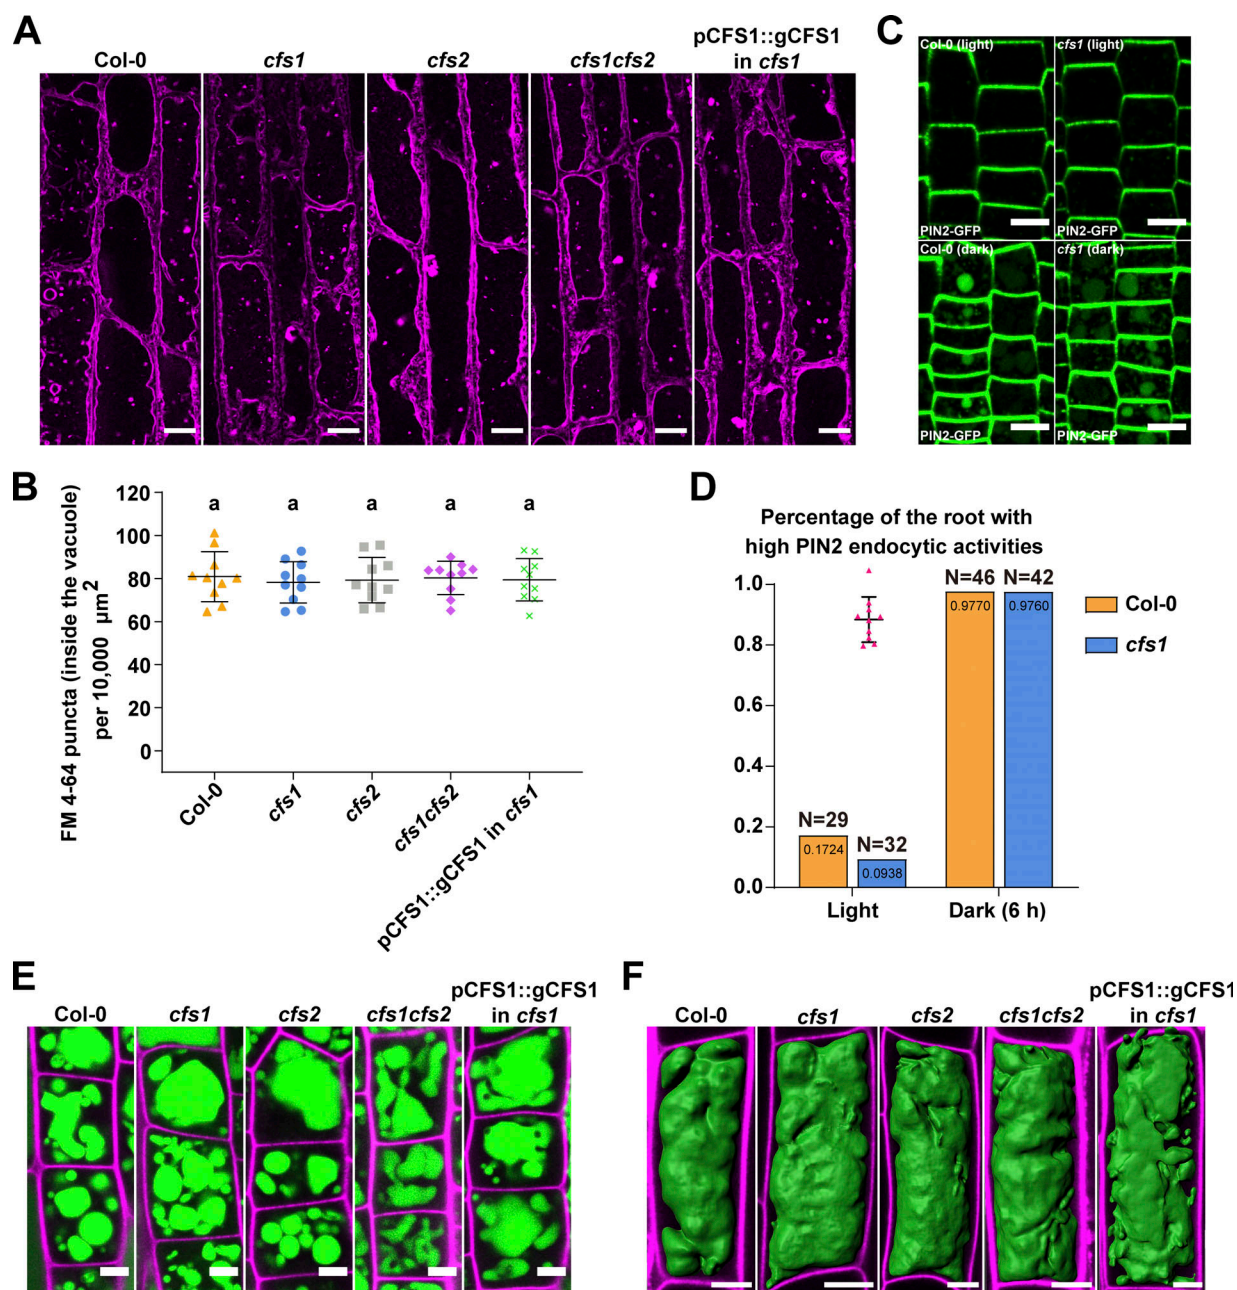 A
Col-0
cfs1
cfs2
cfs1cfs2
pCFS1::gCFS1
in cfs1
C
Col-0 (light)
cfs1 (light)
PIN2-GFP
PIN2-GFP
Col-0 (dark)
cfs1 (dark)
PIN2-GFP
PIN2-GFP
B
FM 4-64 puncta (inside the vacuole)
per 10,000 µm2
120
100
80
60
40
20
0
a
a
a
a
a
Col-0
cfs1
cfs2
cfs1cfs2
pCFS1::gCFS1 in cfs1
D
Percentage of the root with
high PIN2 endocytic activities
1.0
0.8
0.6
0.4
0.2
0.0
N=29
0.1724
N=32
0.0938
N=46
0.9770
N=42
0.9760
Light
Dark (6 h)
Col-0
cfs1
E
Col-0
cfs1
cfs2
cfs1cfs2
pCFS1::gCFS1
in cfs1
F
Col-0
cfs1
cfs2
cfs1cfs2
pCFS1::gCFS1
in cfs1